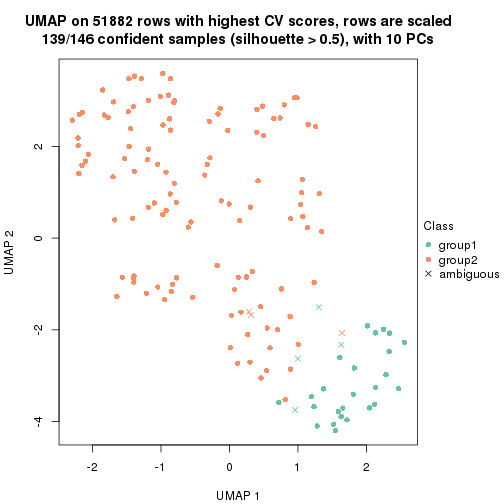 UMAP on 51882 rows with highest CV scores, rows are scaled
139/146 confident samples (silhouette > 0.5), with 10 PCs
2
0
-2
-4
UMAP 2
-2
-1
0
1
2
UMAP 1
Class
group1
group2
ambiguous